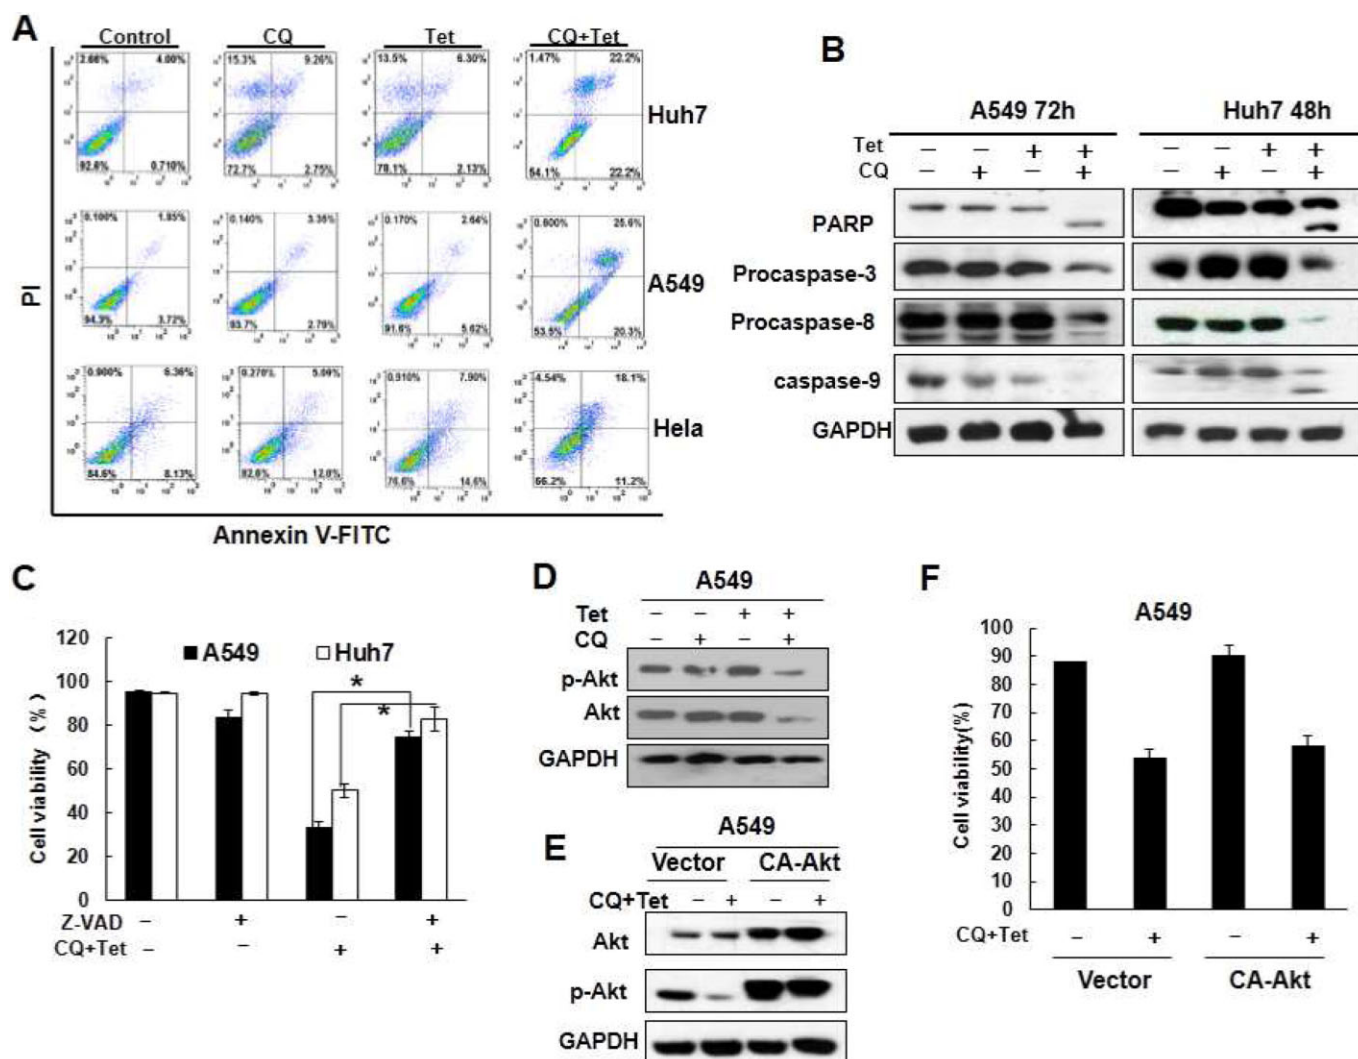 A
Control CQ Tet CQ+Tet
2.66% 4.00% 15.3% 9.26% 13.5% 6.30% 1.47% 22.2%
Huh7
92.6% 0.710% 72.7% 2.75% 78.1% 2.13% 54.1% 22.2%
0.100% 1.85% 0.140% 3.35% 0.170% 2.64% 0.600% 25.6%
PI
A549
94.3% 3.72% 93.7% 2.79% 91.6% 5.62% 53.5% 20.3%
0.900% 6.36% 0.270% 5.09% 0.910% 7.90% 4.54% 18.1%
Hela
84.6% 8.13% 82.6% 12.0% 76.6% 14.6% 66.2% 11.2%
Annexin V-FITC
B
A549 72h Huh7 48h
Tet – – + + – – + +
CQ – + – + – + – +
PARP
Procaspase-3
Procaspase-8
caspase-9
GAPDH
C
Cell viability (%)
120
100
80
60
40
20
0
A549 Huh7
*
*
Z-VAD – + – +
CQ+Tet – – + +
D
A549
Tet – – + +
CQ – + – +
p-Akt
Akt
GAPDH
E
A549
Vector CA-Akt
CQ+Tet – + – +
Akt
p-Akt
GAPDH
F
A549
Cell viability(%)
100
90
80
70
60
50
40
30
20
10
0
CQ+Tet – + – +
Vector CA-Akt